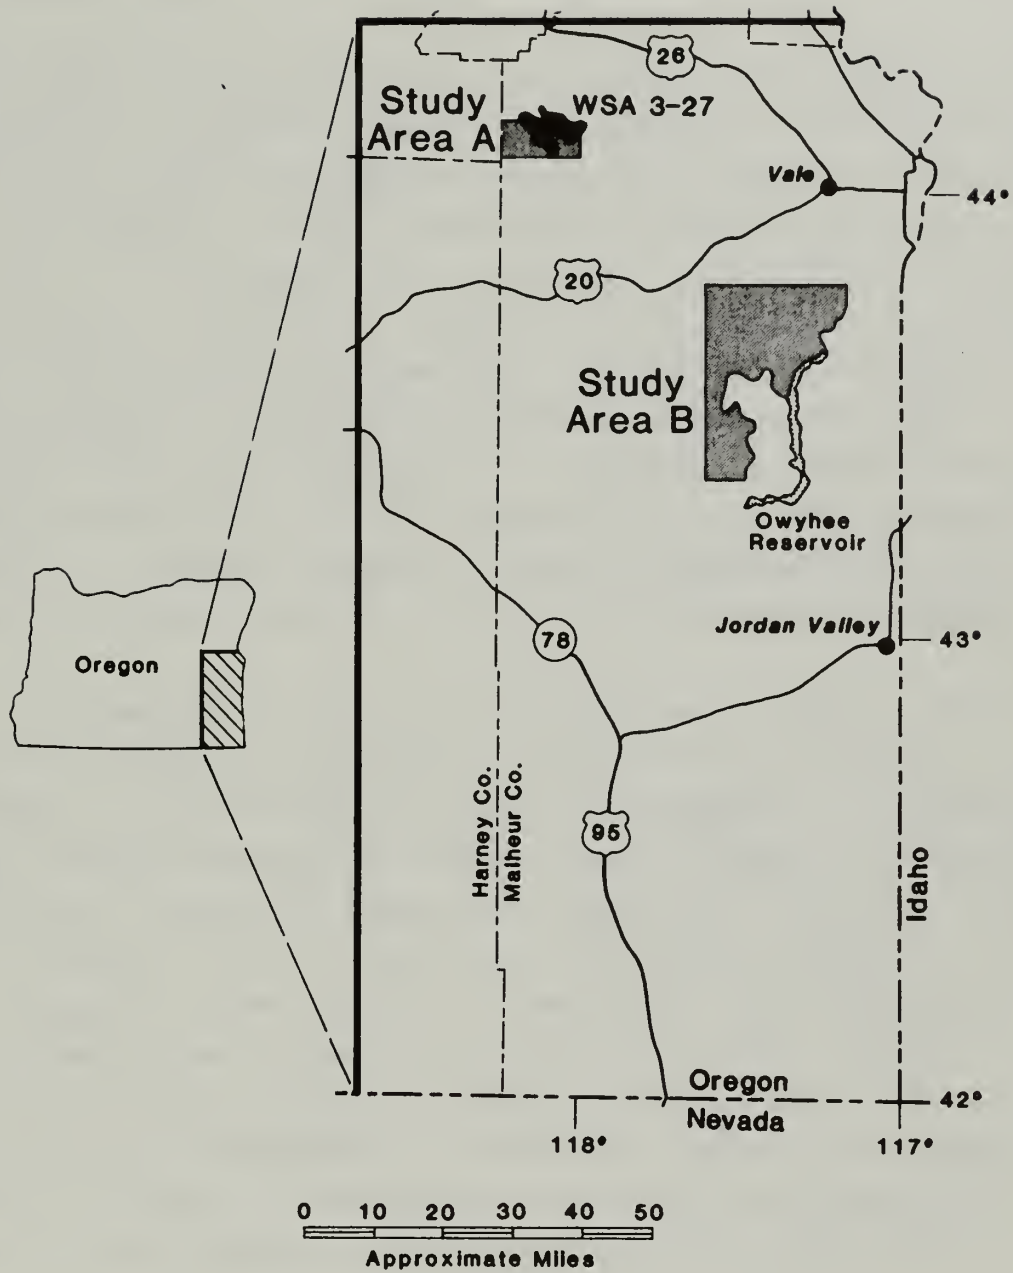 26
Study
Area A
WSA 3-27
Vale
44°
20
Study
Area B
Owyhee
Reservoir
Oregon
78
Jordan Valley
43°
Harney Co.
Malheur Co.
95
Idaho
Oregon
Nevada
42°
118°
117°
0 10 20 30 40 50
Approximate Miles